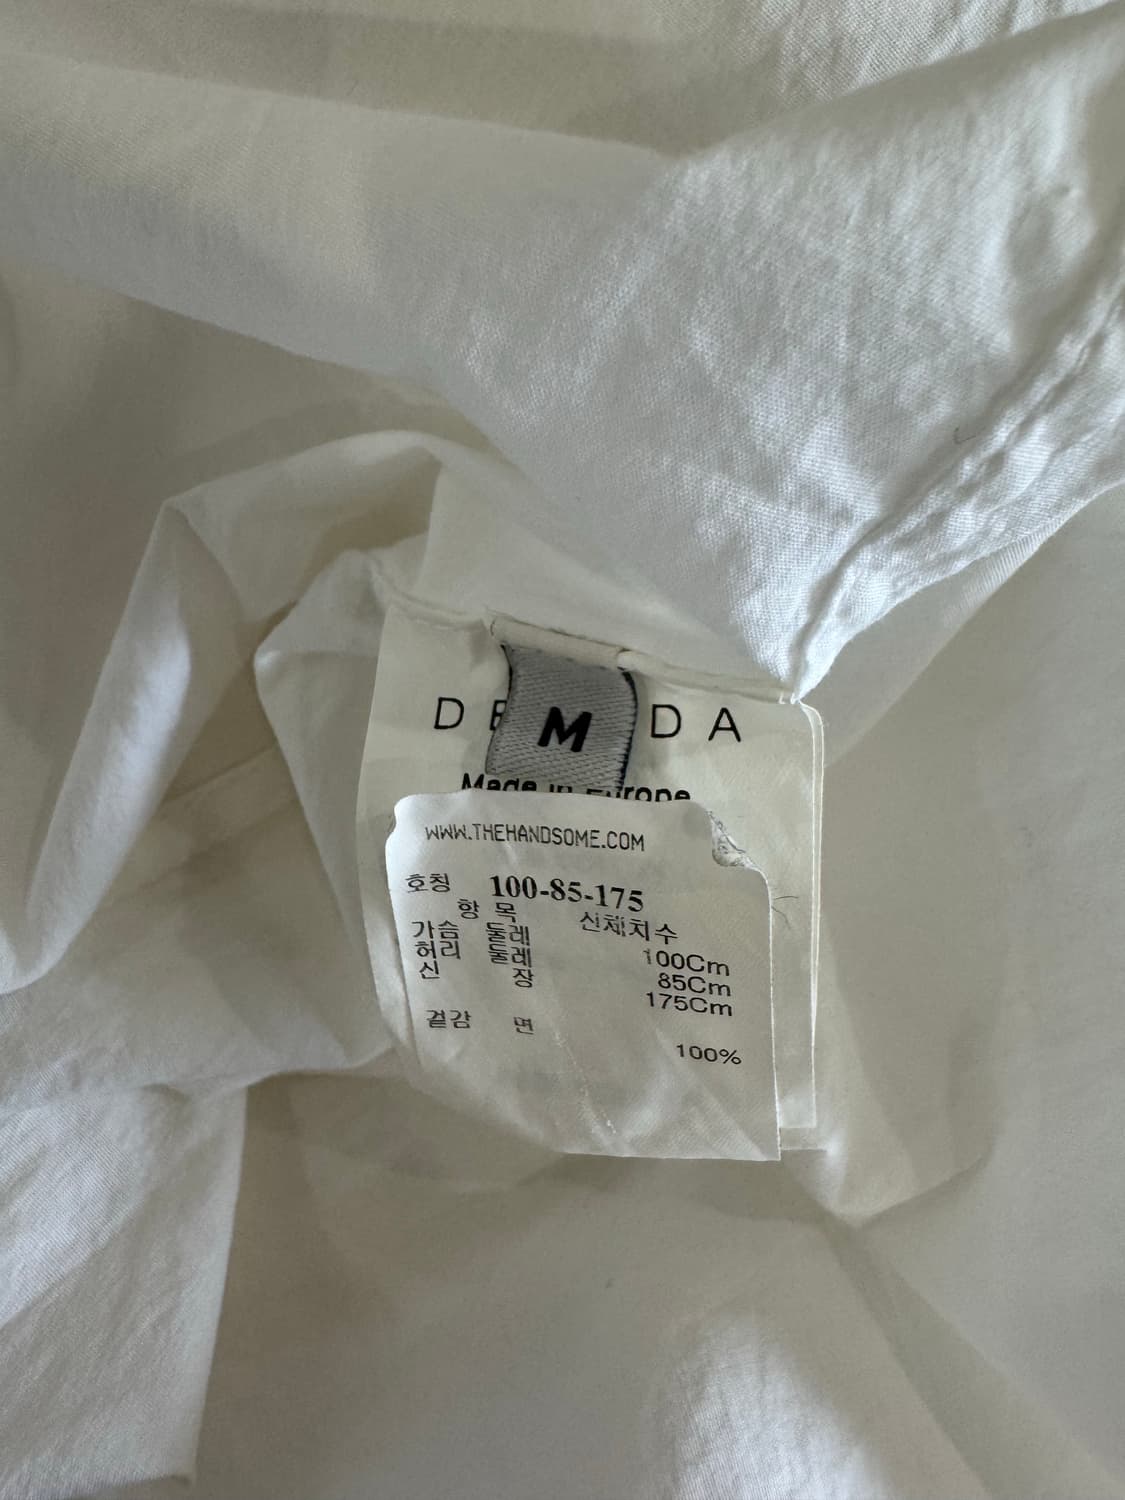 D DA
M
Made in Europe
WWW.THEHANDSOME.COM
호칭 100-85-175
항 목 신체치수
가슴 둘레 100Cm
허리 둘레 85Cm
신 장 175Cm
겉감 면 100%